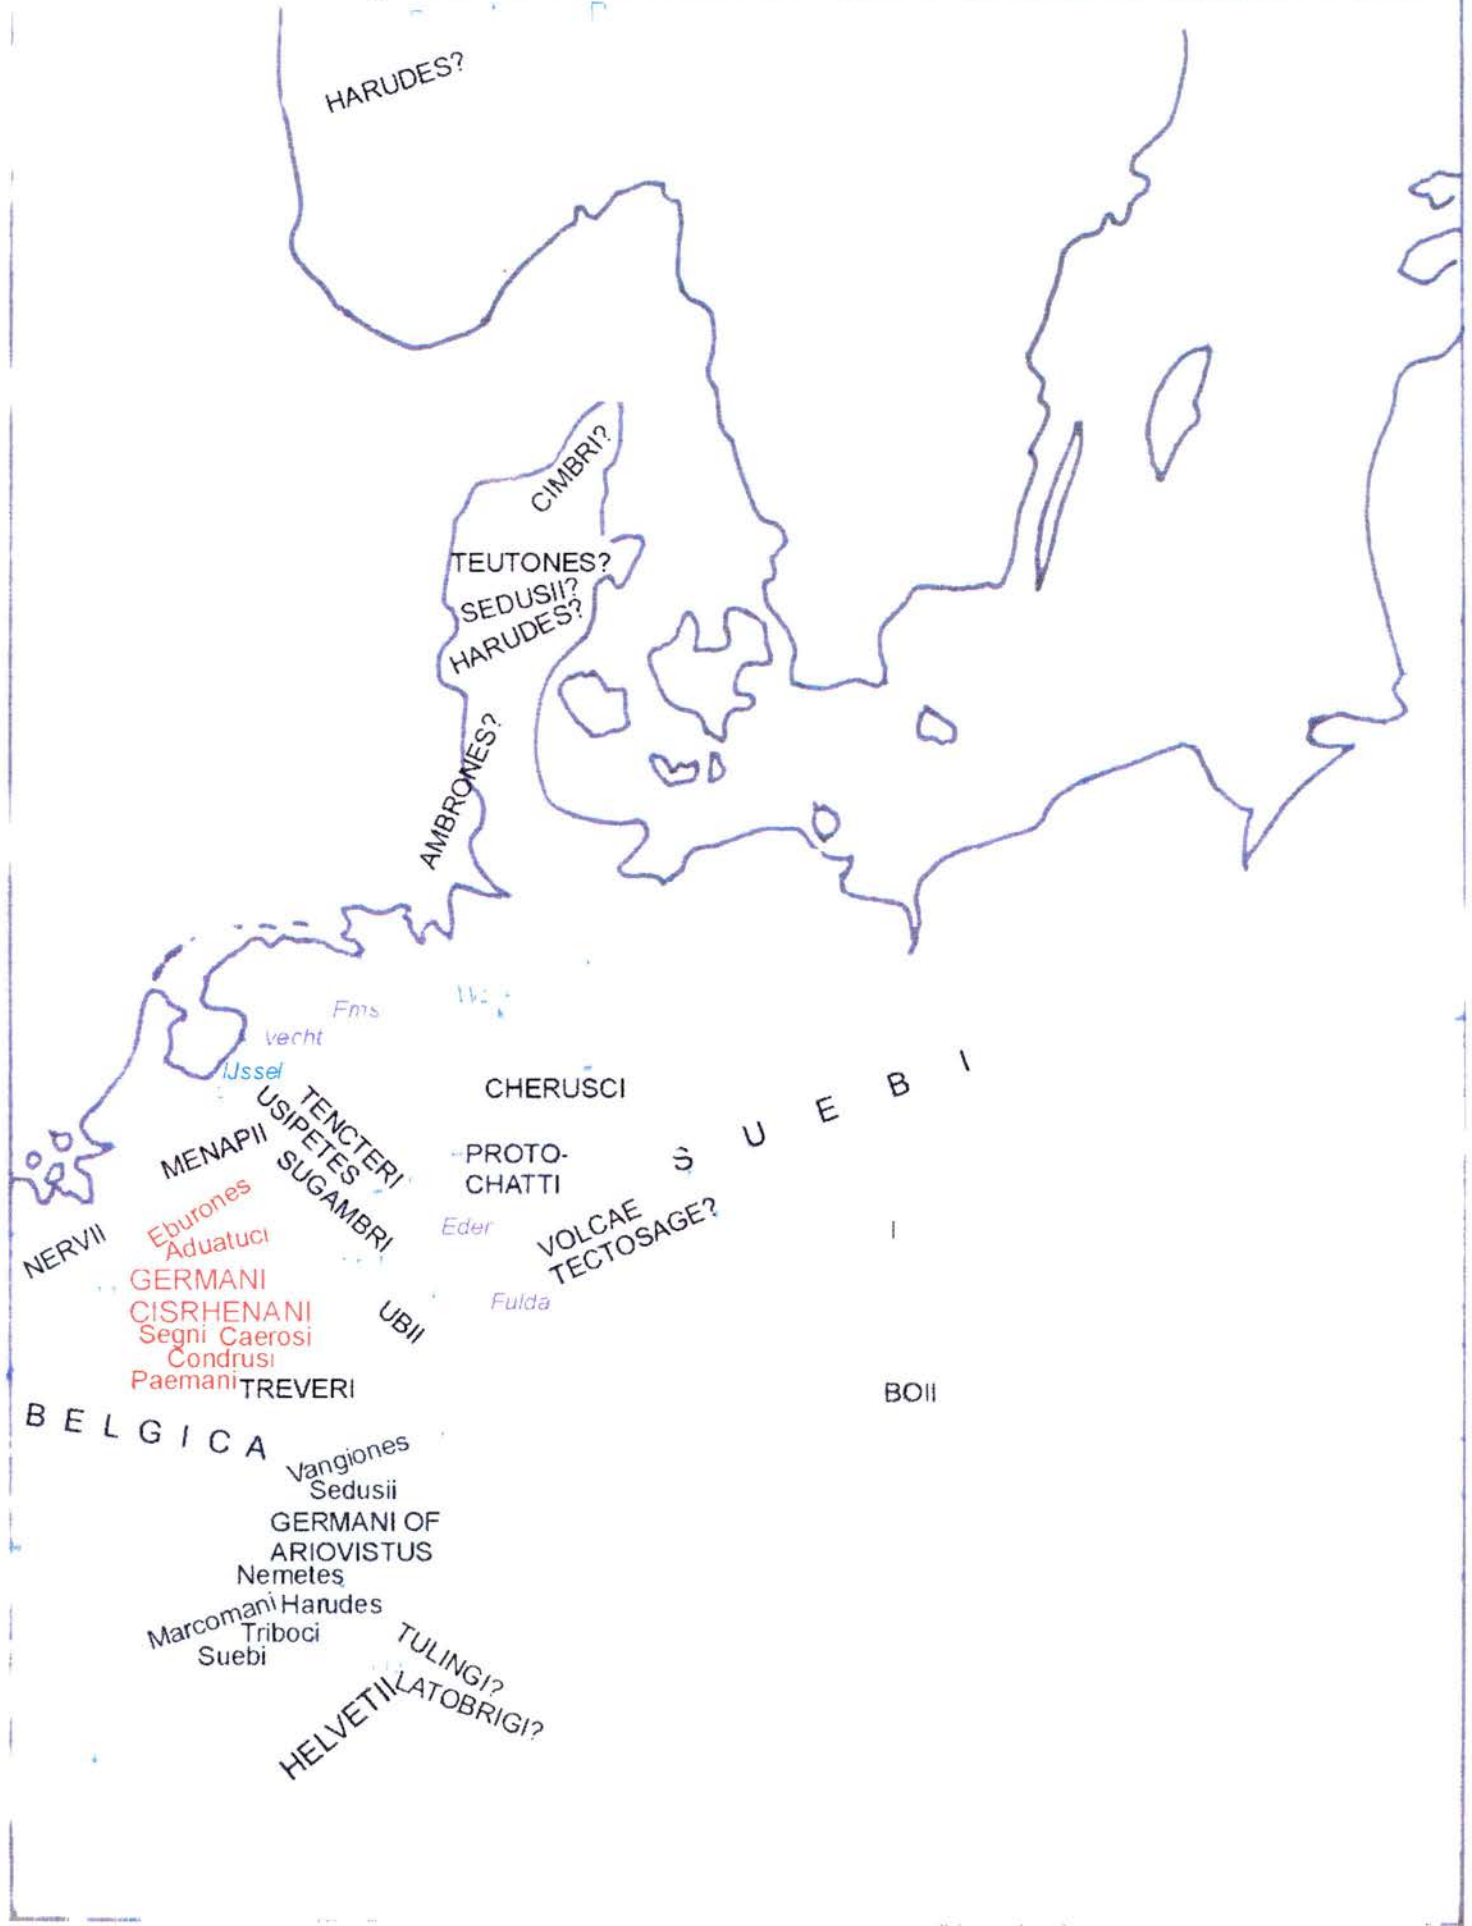 HARUDES?
CIMBRI?
TEUTONES?
SEDUSII?
HARUDES?
AMBRONES?
Ems
Vecht
IJssel
CHERUSCI
S U E B I
TENCTERI
USIPETES
SUGAMBRI
MENAPII
PROTO-
CHATTI
Eburones
Aduatuci
NERVII
Eder
VOLCAE
TECTOSAGE?
GERMANI
CISRHENANI
Segni Caerosi
Condrusi
Paemani
TREVERI
UBII
Fulda
BOII
B E L G I C A
Vangiones
Sedusii
GERMANI OF
ARIOVISTUS
Nemetes
Marcomani
Harudes
Triboci
Suebi
TULINGI?
LATOBRIGI?
HELVETII